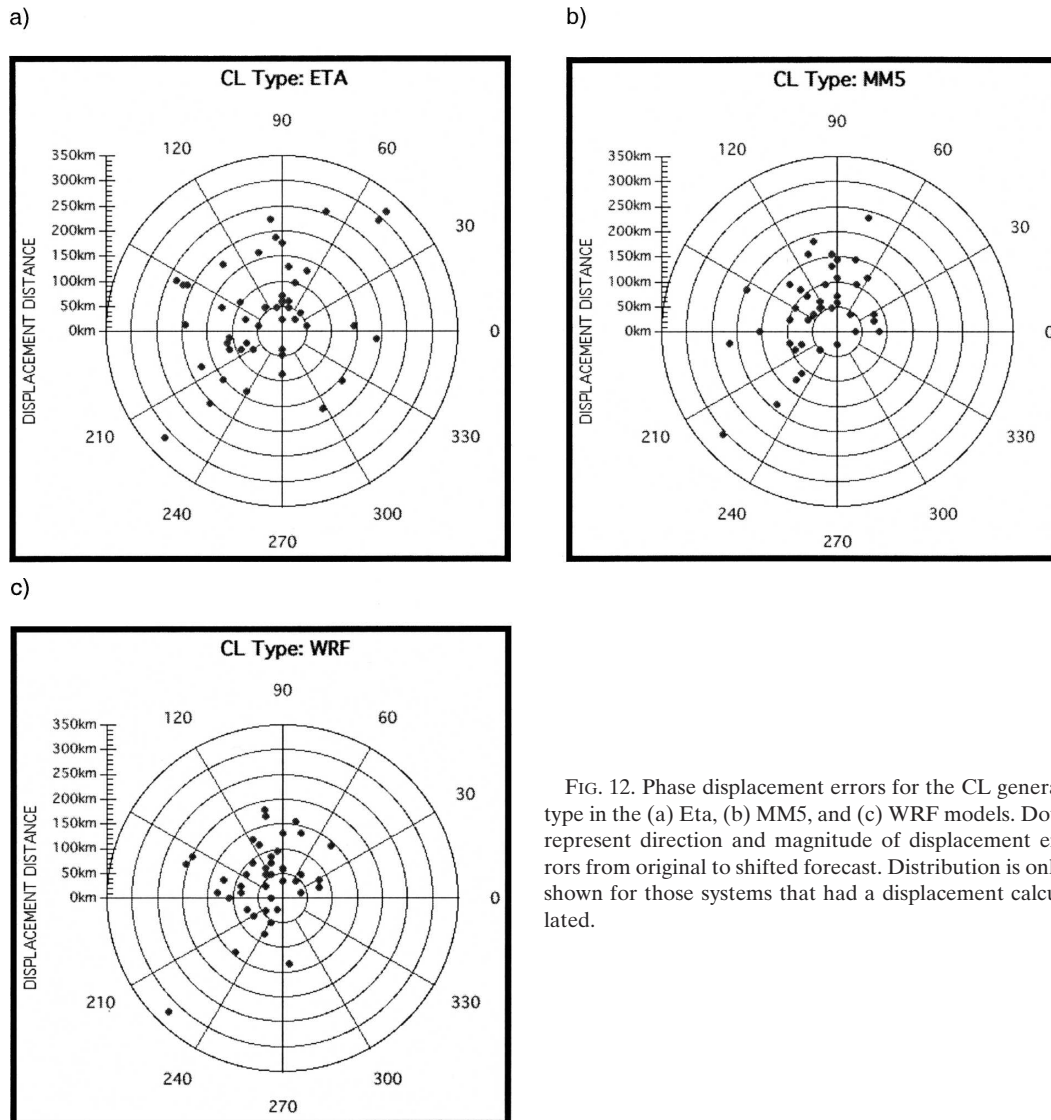 a)
CL Type: ETA
90
120
60
350km
300km
250km
200km
150km
100km
50km
0km
30
0
DISPLACEMENT DISTANCE
210
330
240
300
270
b)
CL Type: MM5
90
120
60
350km
300km
250km
200km
150km
100km
50km
0km
30
0
DISPLACEMENT DISTANCE
210
330
240
300
270
c)
CL Type: WRF
90
120
60
350km
300km
250km
200km
150km
100km
50km
0km
30
0
DISPLACEMENT DISTANCE
210
330
240
300
270
FIG. 12. Phase displacement errors for the CL genera
type in the (a) Eta, (b) MM5, and (c) WRF models. Do
represent direction and magnitude of displacement e
rors from original to shifted forecast. Distribution is onl
shown for those systems that had a displacement calcu
lated.